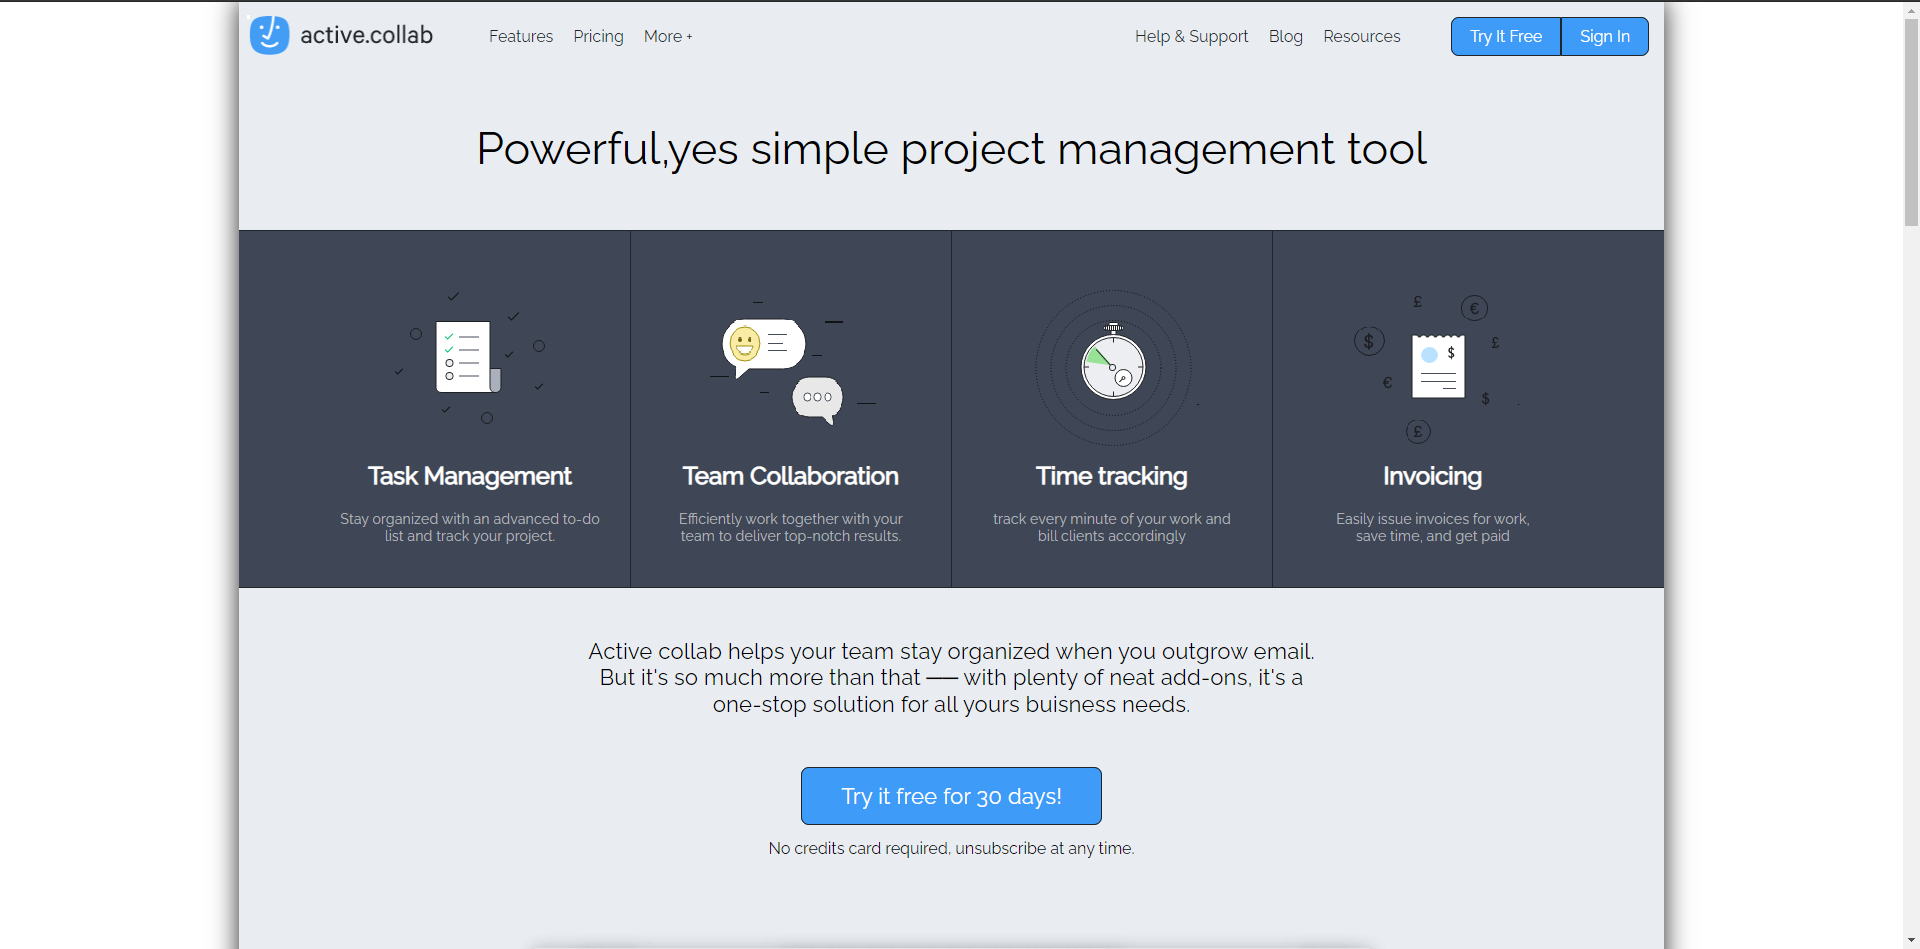 active.collab Features Pricing More + Help & Support Blog Resources Try It Free Sign In
Powerful,yes simple project management tool
£ €
$ $ £
€
$
£
Task Management
Stay organized with an advanced to-do
list and track your project.
Team Collaboration
Efficiently work together with your
team to deliver top-notch results.
Time tracking
track every minute of your work and
bill clients accordingly
Invoicing
Easily issue invoices for work,
save time, and get paid
Active collab helps your team stay organized when you outgrow email.
But it's so much more than that —— with plenty of neat add-ons, it's a
one-stop solution for all yours buisness needs.
Try it free for 30 days!
No credits card required, unsubscribe at any time.